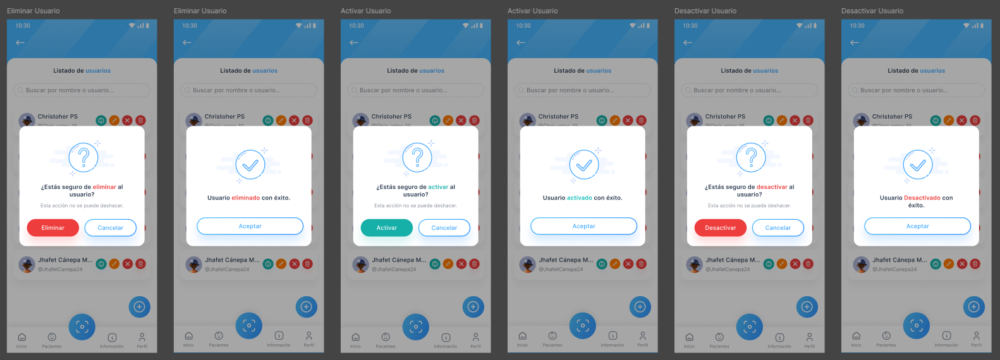 Eliminar Usuario
10:30
Listado de usuarios
Buscar por nombre o usuario...
Christoher PS
¿Estás seguro de eliminar al
usuario?
Esta acción no se puede deshacer.
Eliminar
Cancelar
Jhafet Cánepa M...
@JhafetCanepa24
Inicio
Pacientes
Información
Perfil
Eliminar Usuario
10:30
Listado de usuarios
Buscar por nombre o usuario...
Christoher PS
Usuario eliminado con éxito.
Aceptar
Jhafet Cánepa M...
@JhafetCanepa24
Inicio
Pacientes
Información
Perfil
Activar Usuario
10:30
Listado de usuarios
Buscar por nombre o usuario...
Christoher PS
¿Estás seguro de activar al
usuario?
Esta acción no se puede deshacer.
Activar
Cancelar
Jhafet Cánepa M...
@JhafetCanepa24
Inicio
Pacientes
Información
Perfil
Activar Usuario
10:30
Listado de usuarios
Buscar por nombre o usuario...
Christoher PS
Usuario activado con éxito.
Aceptar
Jhafet Cánepa M...
@JhafetCanepa24
Inicio
Pacientes
Información
Perfil
Desactivar Usuario
10:30
Listado de usuarios
Buscar por nombre o usuario...
Christoher PS
¿Estás seguro de desactivar al
usuario?
Esta acción no se puede deshacer.
Desactivar
Cancelar
Jhafet Cánepa M...
@JhafetCanepa24
Inicio
Pacientes
Información
Perfil
Desactivar Usuario
10:30
Listado de usuarios
Buscar por nombre o usuario...
Christoher PS
Usuario Desactivado con
éxito.
Aceptar
Jhafet Cánepa M...
@JhafetCanepa24
Inicio
Pacientes
Información
Perfil